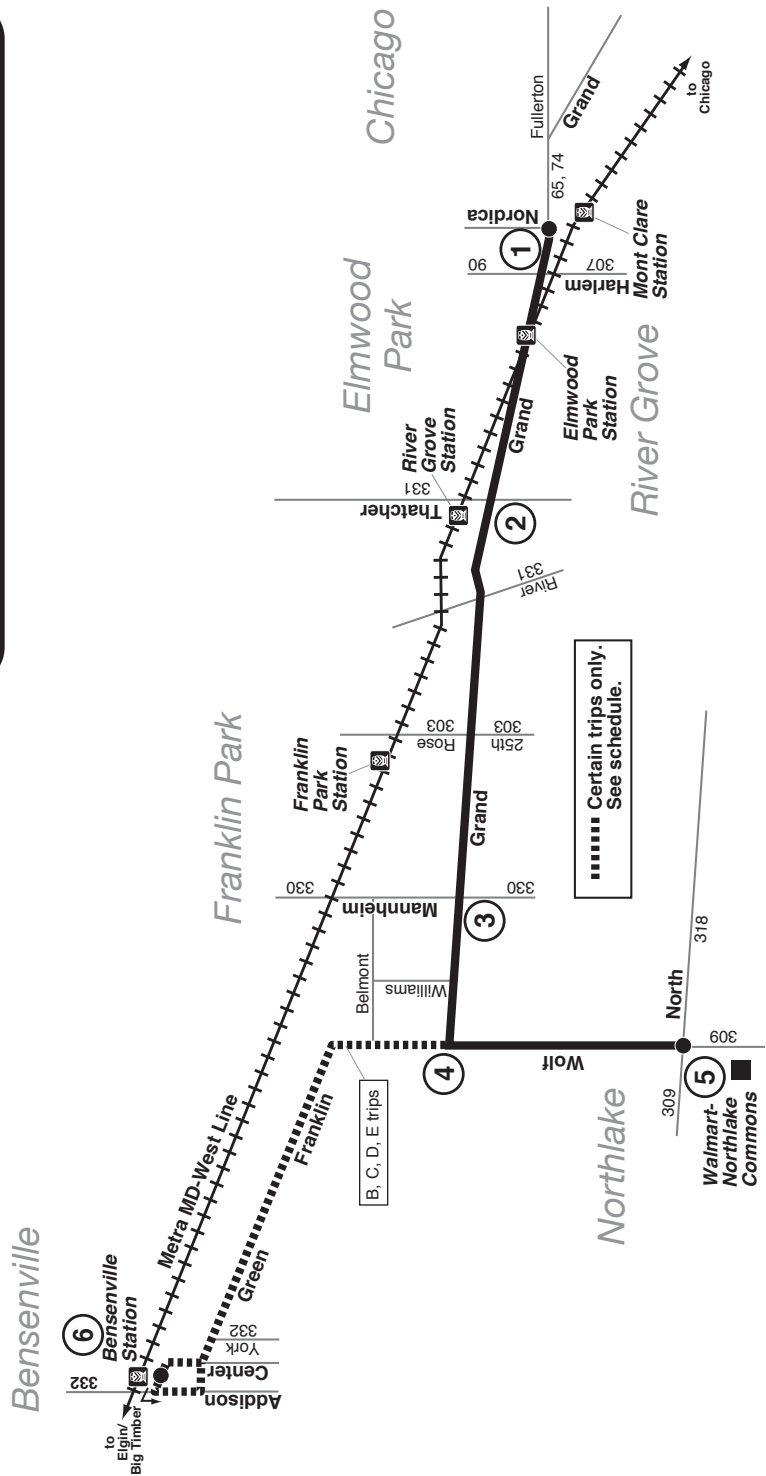 Bensenville
Franklin Park
Elmwood
Park
Chicago
River Grove
Northlake
to
Elgin/
Big Timber
332
6
Bensenville
Station
Metra MD-West Line
Addison
Center
York
332
Green
Franklin
B, C, D, E trips
4
Wolf
Belmont
Williams
330
Mannheim
330
3
Grand
Franklin
Park
Station
303
Rose
303
25th
River
331
331
Thatcher
River
Grove
Station
2
Grand
Elmwood
Park
Station
90
Harlem
307
1
Nordica
65, 74
Fullerton
Grand
Mont Clare
Station
to
Chicago
Certain trips only.
See schedule.
North
318
309
309
5
Walmart-
Northlake
Commons